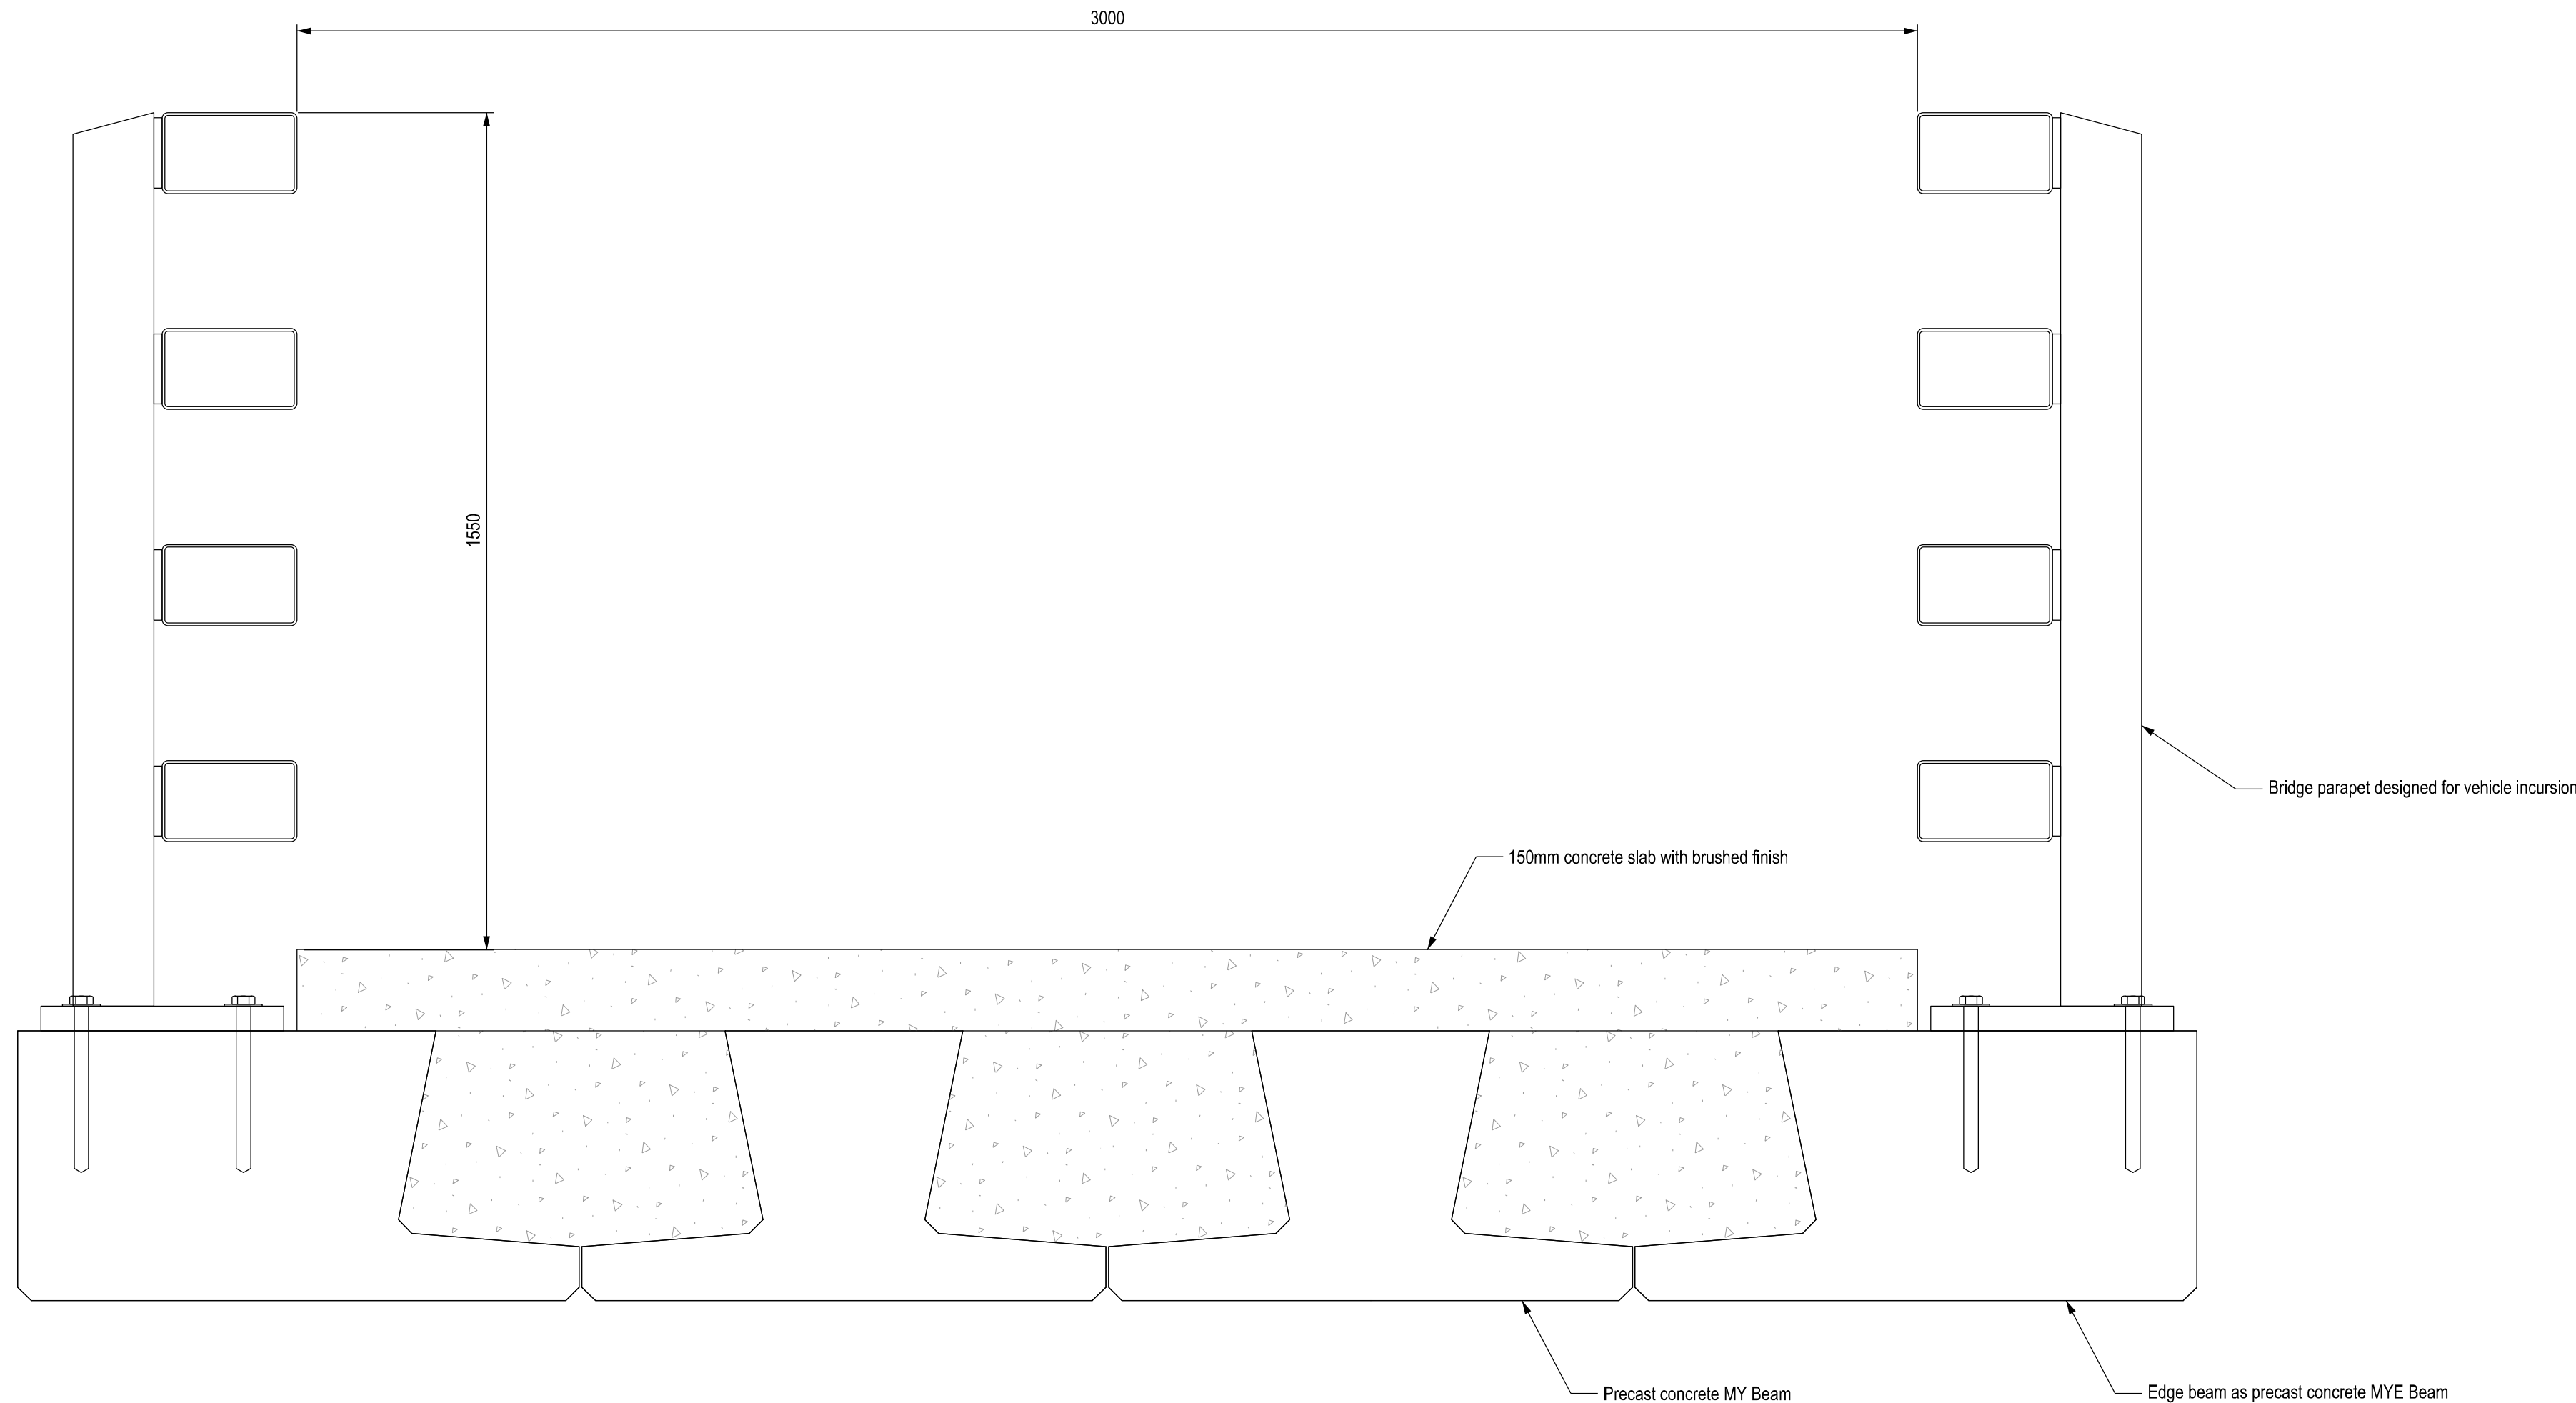 3000
1550
Bridge parapet designed for vehicle incursion
150mm concrete slab with brushed finish
Precast concrete MY Beam
Edge beam as precast concrete MYE Beam